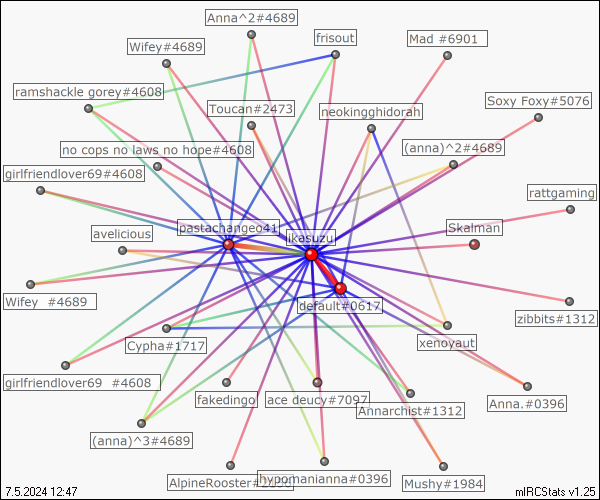 Anna^2#4689
frisout
Mad #6901
Wifey#4689
ramshackle gorey#4608
Toucan#2473
neokingghidorah
Soxy Foxy#5076
no cops no laws no hope#4608
(anna)^2#4689
girlfriendlover69#4608
rattgaming
pastachangeo41
ikasuzu
Skalman
avelicious
Wifey #4689
default#0617
zibbits#1312
Cypha#1717
xenoyaut
girlfriendlover69 #4608
fakedingo
ace deucy#7097
Annarchist#1312
Anna.#0396
(anna)^3#4689
AlpineRooster#
hypomanianna#0396
Mushy#1984
7.5.2024 12:47
mIRCStats v1.25